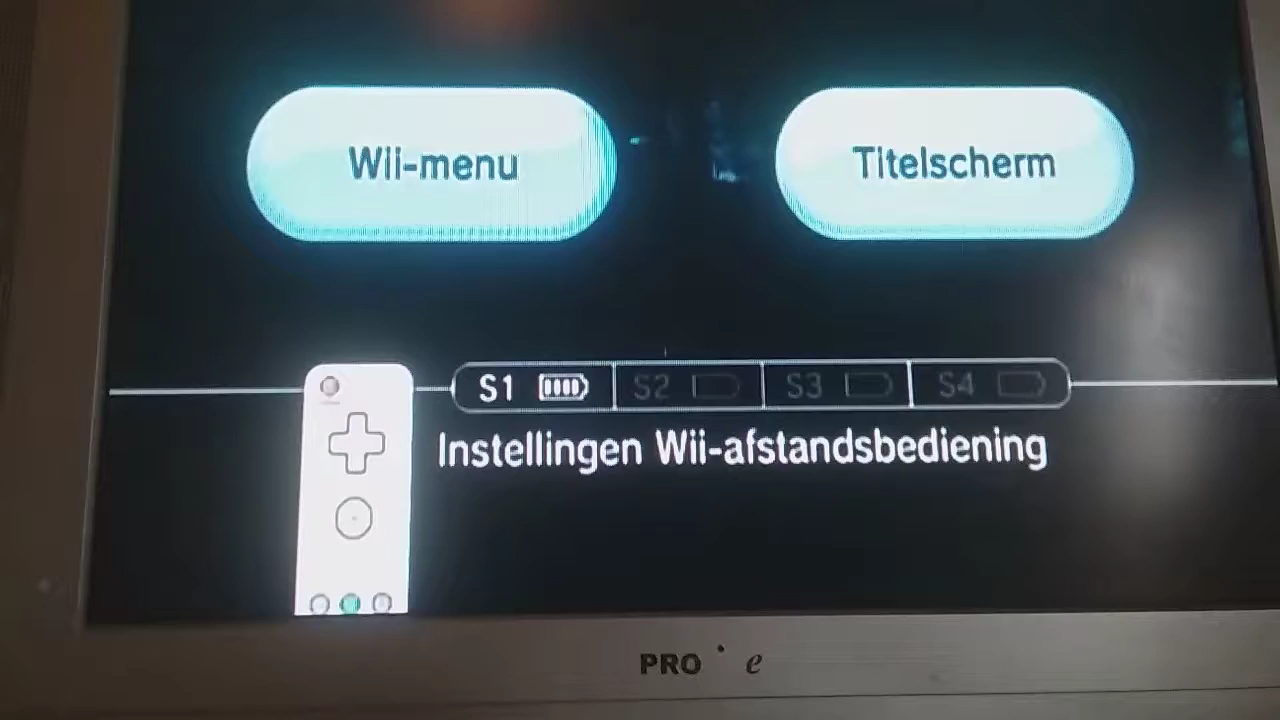 Wii-menu
Titelscherm
S1 S2 S3 S4
Instellingen Wii-afstandsbediening
PRO e